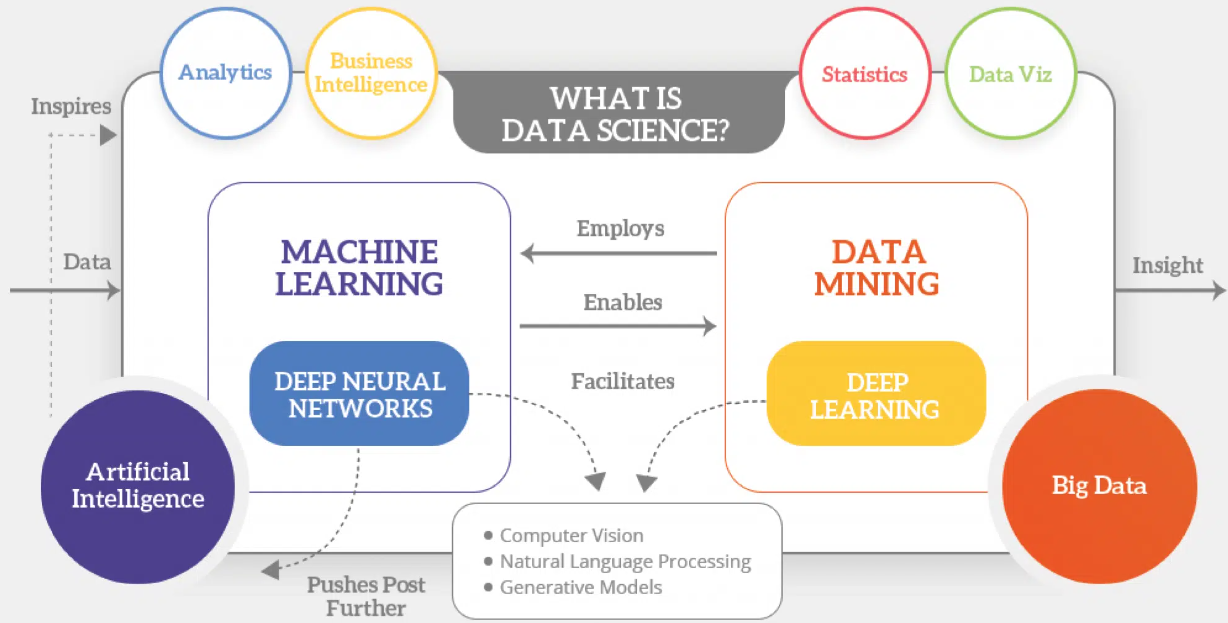 Analytics
Business
Intelligence
WHAT IS
DATA SCIENCE?
Statistics
Data Viz
Inspires
Data
MACHINE
LEARNING
Employs
Enables
DATA
MINING
Insight
DEEP NEURAL
NETWORKS
Facilitates
DEEP
LEARNING
Artificial
Intelligence
Big Data
Computer Vision
Natural Language Processing
Generative Models
Pushes Post
Further